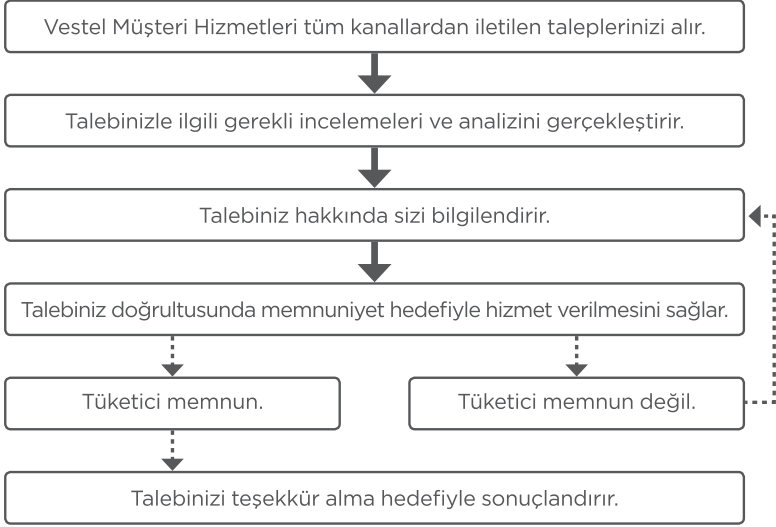 Vestel Müşteri Hizmetleri tüm kanallardan iletilen taleplerinizi alır.
Talebinizle ilgili gerekli incelemeleri ve analizini gerçekleştirir.
Talebiniz hakkında sizi bilgilendirir.
Talebiniz doğrultusunda memnuniyet hedefiyle hizmet verilmesini sağlar.
Tüketici memnun.
Tüketici memnun değil.
Talebinizi teşekkür alma hedefiyle sonuçlandırır.